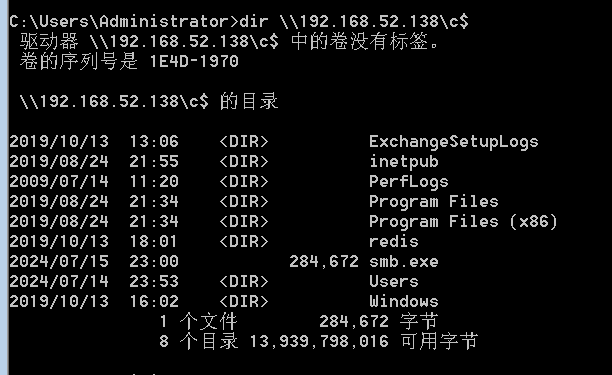 C:\Users\Administrator>dir \\192.168.52.138\c$
驱动器 \\192.168.52.138\c$ 中的卷没有标签。
卷的序列号是 1E4D-1970
\\192.168.52.138\c$ 的目录
2019/10/13  13:06    <DIR>          ExchangeSetupLogs
2019/08/24  21:55    <DIR>          inetpub
2009/07/14  11:20    <DIR>          PerfLogs
2019/08/24  21:34    <DIR>          Program Files
2019/08/24  21:34    <DIR>          Program Files (x86)
2019/10/13  18:01    <DIR>          redis
2024/07/15  23:00           284,672 smb.exe
2024/07/14  23:53    <DIR>          Users
2019/10/13  16:02    <DIR>          Windows
1 个文件        284,672 字节
8 个目录 13,939,798,016 可用字节